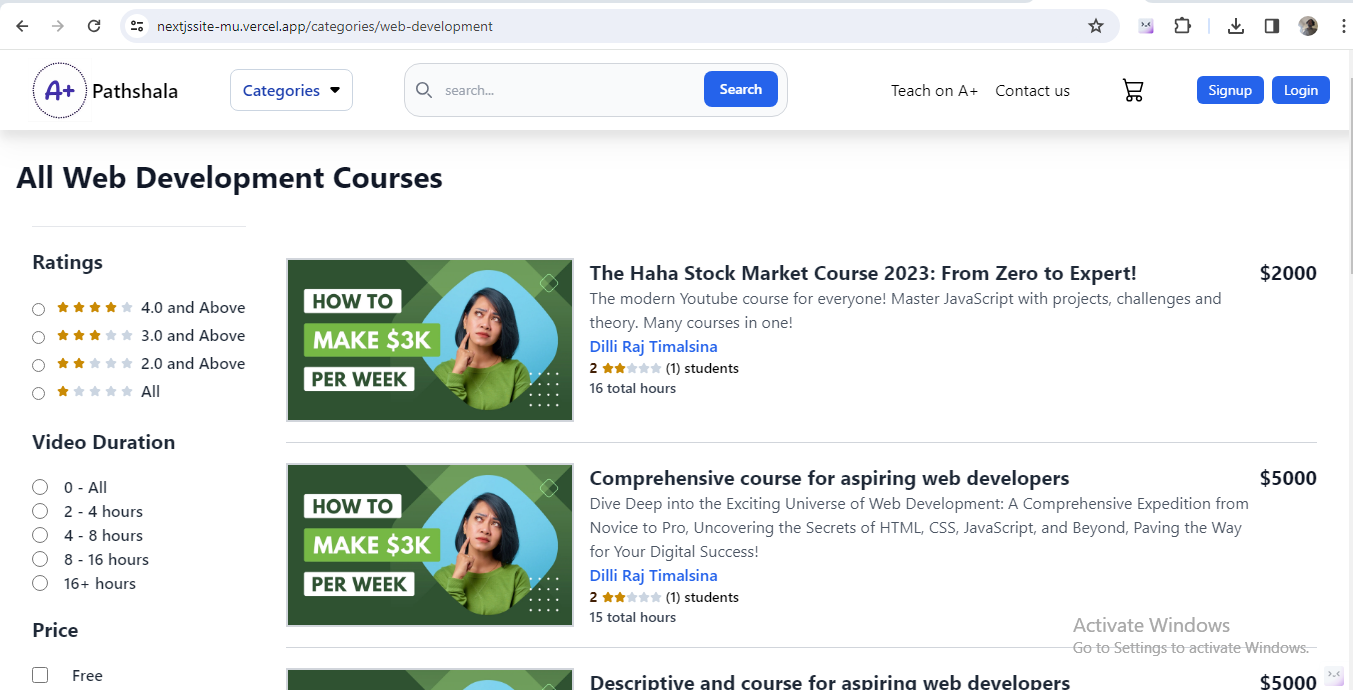 nextjssite-mu.vercel.app/categories/web-development
A+ Pathshala
Categories
search...
Search
Teach on A+
Contact us
Signup
Login
All Web Development Courses
Ratings
4.0 and Above
3.0 and Above
2.0 and Above
All
Video Duration
0 - All
2 - 4 hours
4 - 8 hours
8 - 16 hours
16+ hours
Price
Free
HOW TO
MAKE $3K
PER WEEK
The Haha Stock Market Course 2023: From Zero to Expert!
$2000
The modern Youtube course for everyone! Master JavaScript with projects, challenges and
theory. Many courses in one!
Dilli Raj Timalsina
2 (1) students
16 total hours
HOW TO
MAKE $3K
PER WEEK
Comprehensive course for aspiring web developers
$5000
Dive Deep into the Exciting Universe of Web Development: A Comprehensive Expedition from
Novice to Pro, Uncovering the Secrets of HTML, CSS, JavaScript, and Beyond, Paving the Way
for Your Digital Success!
Dilli Raj Timalsina
2 (1) students
15 total hours
Descriptive and course for aspiring web developers
$5000
Activate Windows
Go to Settings to activate Windows.